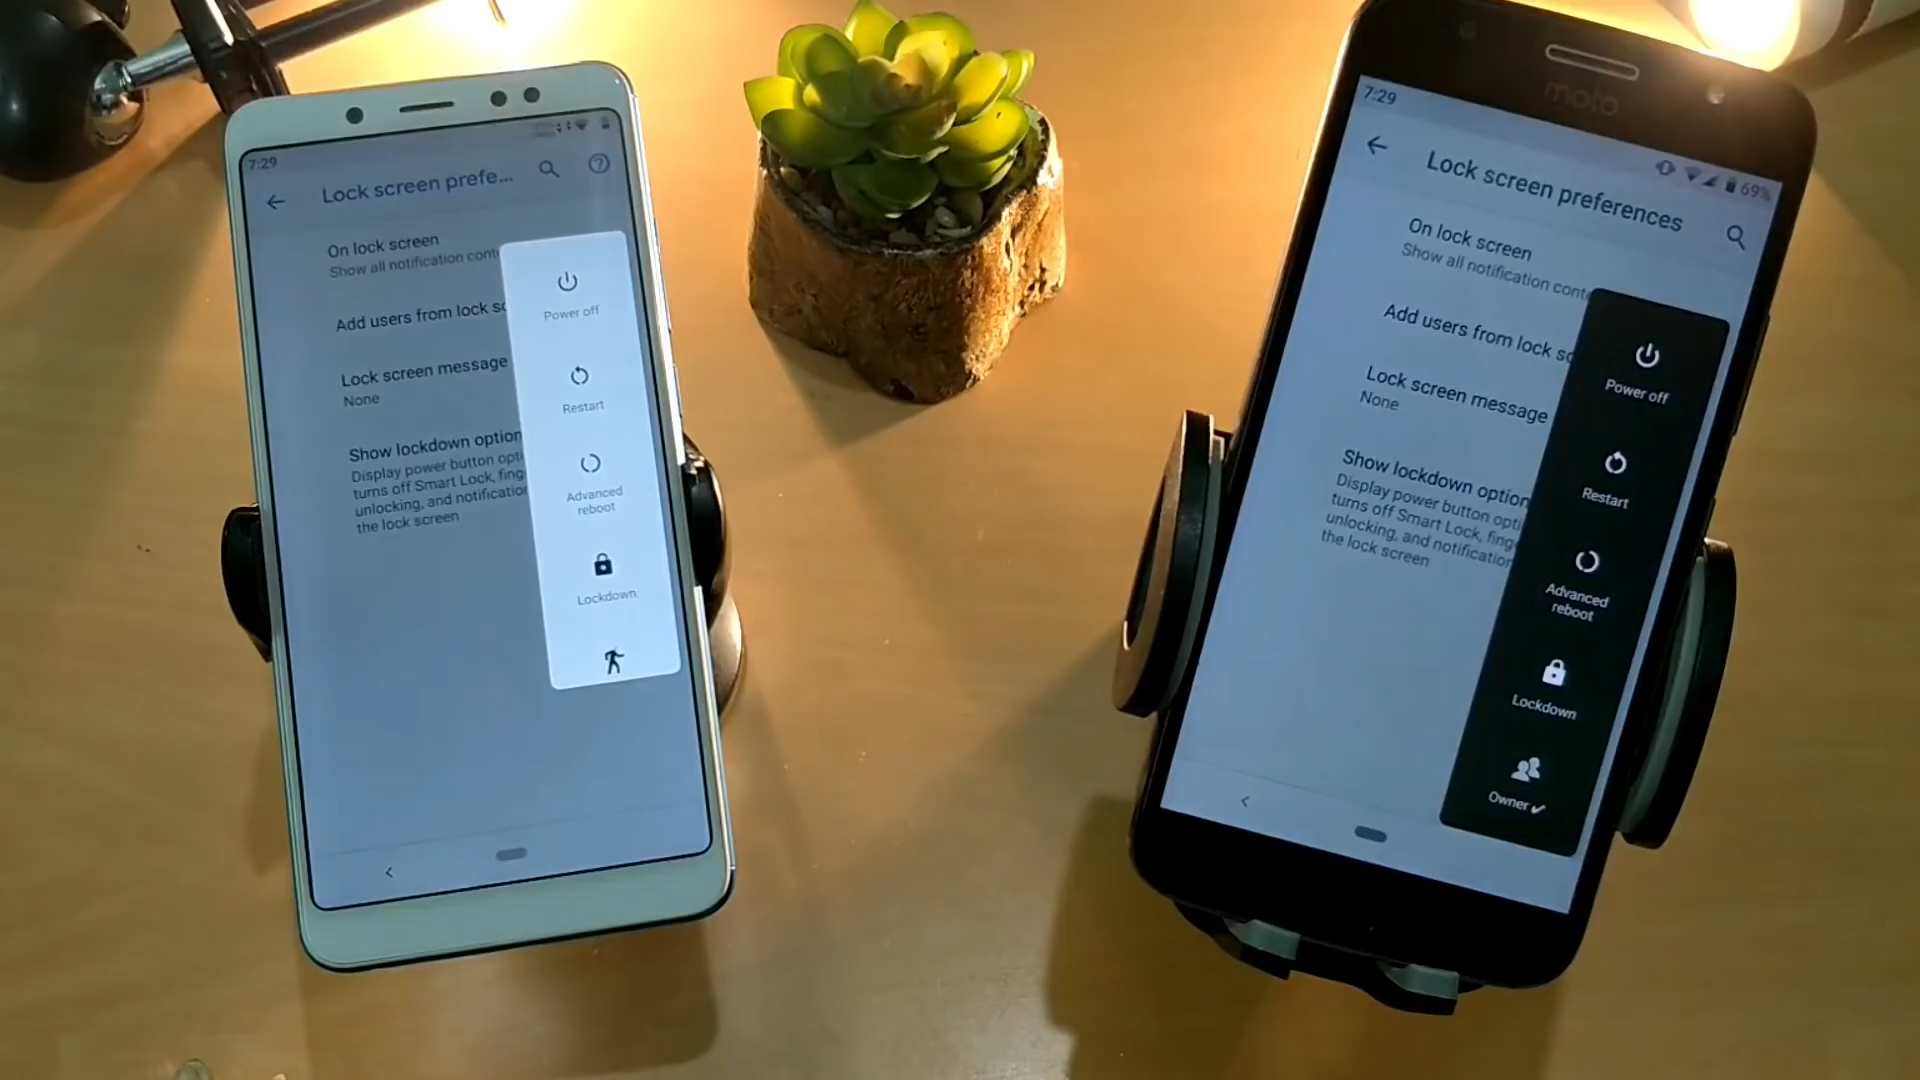 7:29
Lock screen prefe...
On lock screen
Show all notification cont
Add users from lock sc
Lock screen message
None
Show lockdown option
Display power button opti
turns off Smart Lock, fing
unlocking, and notification
the lock screen
Power off
Restart
Advanced
reboot
Lockdown
moto
7:29
69%
Lock screen preferences
On lock screen
Show all notification conte
Add users from lock sc
Lock screen message
None
Show lockdown option
Display power button opti
turns off Smart Lock, fing
unlocking, and notification
the lock screen
Power off
Restart
Advanced
reboot
Lockdown
Owner ✔